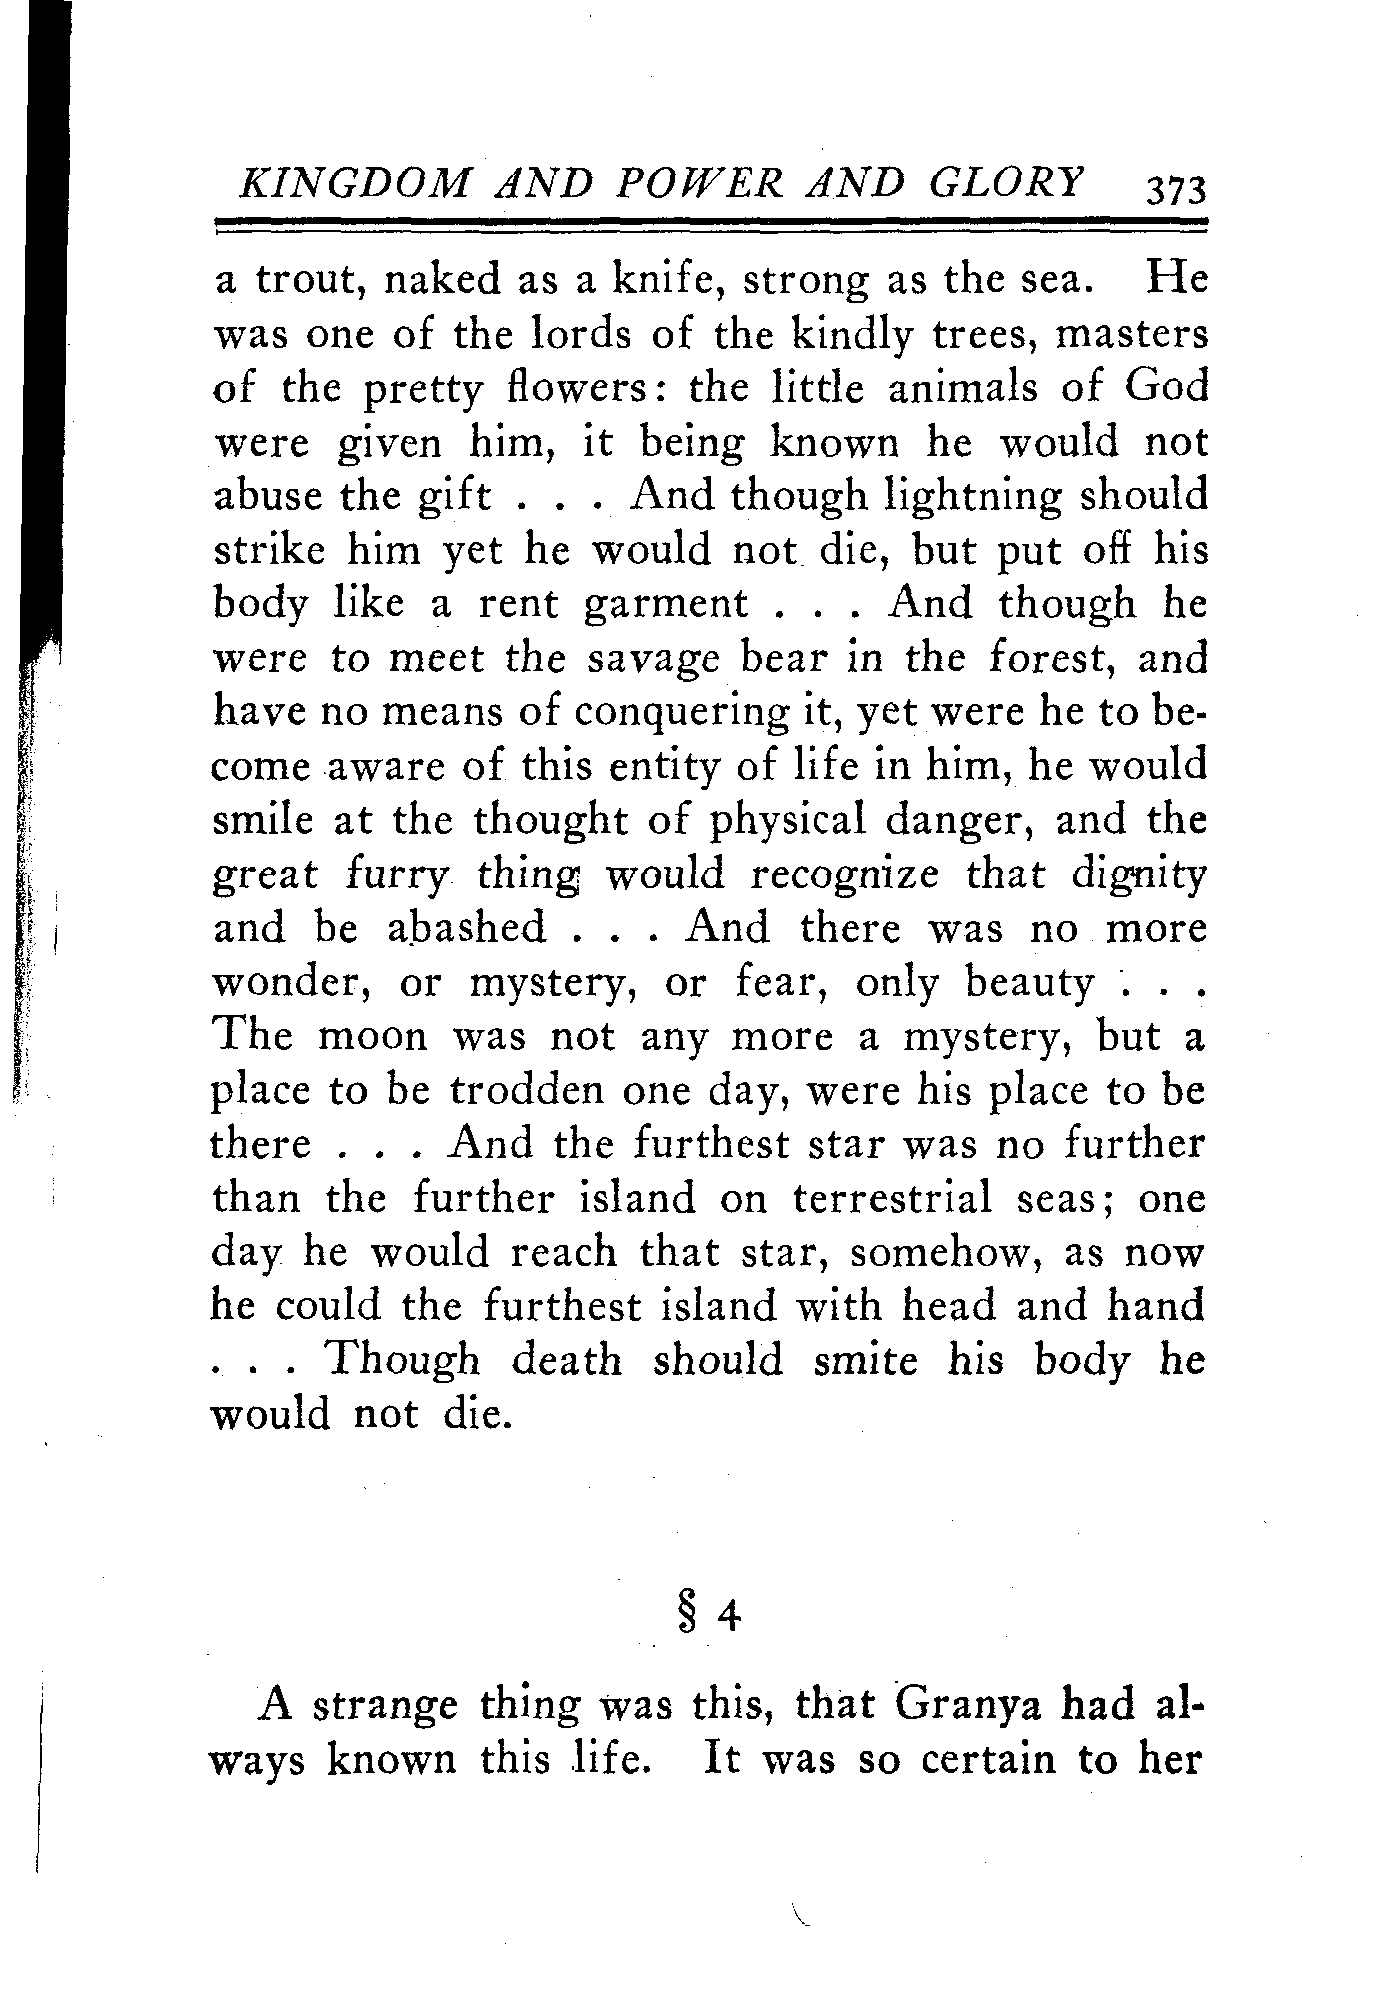 KINGDOM AND POWER AND GLORY 373
a trout, naked as a knife, strong as the sea. He
was one of the lords of the kindly trees, masters
of the pretty flowers: the little animals of God
were given him, it being known he would not
abuse the gift . . . And though lightning should
strike him yet he would not die, but put off his
body like a rent garment . . . And though he
were to meet the savage bear in the forest, and
have no means of conquering it, yet were he to be-
come aware of this entity of life in him, he would
smile at the thought of physical danger, and the
great furry thing would recognize that dignity
and be abashed . . . And there was no more
wonder, or mystery, or fear, only beauty . . .
The moon was not any more a mystery, but a
place to be trodden one day, were his place to be
there . . . And the furthest star was no further
than the further island on terrestrial seas; one
day he would reach that star, somehow, as now
he could the furthest island with head and hand
. . . Though death should smite his body he
would not die.
§ 4
A strange thing was this, that Granya had al-
ways known this life. It was so certain to her